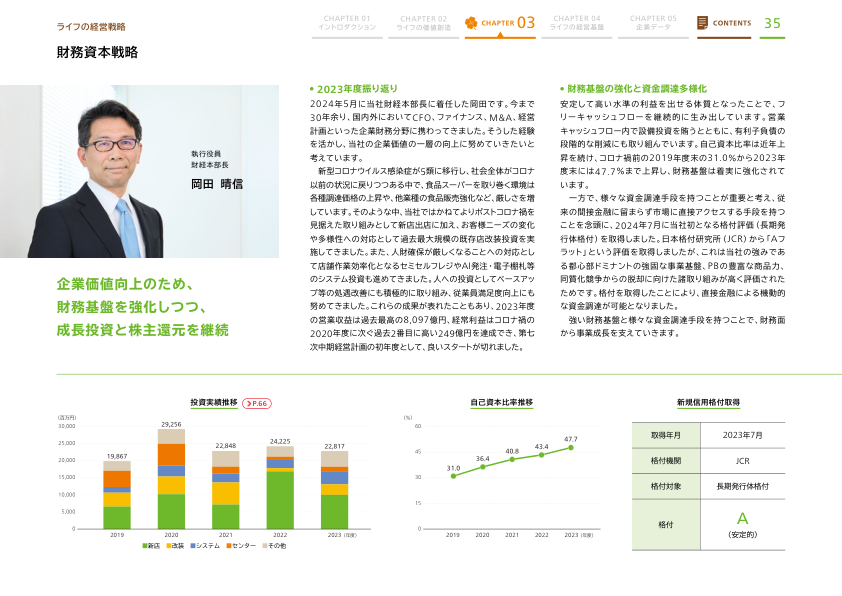 ライフの経営戦略
財務資本戦略
CHAPTER 01
イントロダクション
CHAPTER 02
ライフの価値創造
CHAPTER 03
CHAPTER 04
ライフの経営基盤
CHAPTER 05
企業データ
CONTENTS
35
執行役員
財経本部長
岡田 晴信
企業価値向上のため、
財務基盤を強化しつつ、
成長投資と株主還元を継続
• 2023年度振り返り
2024年5月に当社財経本部長に着任した岡田です。今まで
30年余り、国内外においてCFO、ファイナンス、M&A、経営
計画といった企業財務分野に携わってきました。そうした経験
を活かし、当社の企業価値の一層の向上に努めていきたいと
考えています。
新型コロナウイルス感染症が5類に移行し、社会全体がコロナ
以前の状況に戻りつつある中で、食品スーパーを取り巻く環境は
各種調達価格の上昇や、他業種の食品販売強化など、厳しさを増
しています。そのような中、当社ではかねてよりポストコロナ禍を
見据えた取り組みとして新店出店に加え、お客様ニーズの変化
や多様性への対応として過去最大規模の既存店改装投資を実
施してきました。また、人財確保が厳しくなることへの対応とし
て店舗作業効率化となるセミセルフレジやAI発注・電子棚札等
のシステム投資も進めてきました。人への投資としてベースアッ
プ等の処遇改善にも積極的に取り組み、従業員満足度向上にも
努めてきました。これらの成果が表れたこともあり、2023年度
の営業収益は過去最高の8,097億円、経常利益はコロナ禍の
2020年度に次ぐ過去2番目に高い249億円を達成でき、第七
次中期経営計画の初年度として、良いスタートが切れました。
• 財務基盤の強化と資金調達多様化
安定して高い水準の利益を出せる体質となったことで、フ
リーキャッシュフローを継続的に生み出しています。営業
キャッシュフロー内で設備投資を賄うとともに、有利子負債の
段階的な削減にも取り組んでいます。自己資本比率は近年上
昇を続け、コロナ禍前の2019年度末の31.0%から2023年
度末には47.7%まで上昇し、財務基盤は着実に強化されて
います。
一方で、様々な資金調達手段を持つことが重要と考え、従
来の間接金融に留まらず市場に直接アクセスする手段を持つ
ことを念頭に、2024年7月に当社初となる格付評価(長期発
行体格付)を取得しました。日本格付研究所(JCR)から「Aフ
ラット」という評価を得ましたが、これは当社の強みであ
る都心部ドミナントの強固な事業基盤、PBの豊富な商品力、
同質化競争からの脱却に向けた諸取り組みが高く評価された
ためです。格付を取得したことにより、直接金融による機動的
な資金調達が可能となりました。
強い財務基盤と様々な資金調達手段を持つことで、財務面
から事業成長を支えていきます。
投資実績推移 P.66
(百万円)
30,000
25,000
20,000
15,000
10,000
5,000
0
19,867
29,256
22,848
24,225
22,817
2019 2020 2021 2022 2023 (年度)
■新店 ■改装 ■システム ■センター ■その他
自己資本比率推移
(%)
60
45
30
15
0
31.0
36.4
40.8
43.4
47.7
2019 2020 2021 2022 2023 (年度)
新規信用格付取得
取得年月 2023年7月
格付機関 JCR
格付対象 長期発行体格付
格付 A
(安定的)